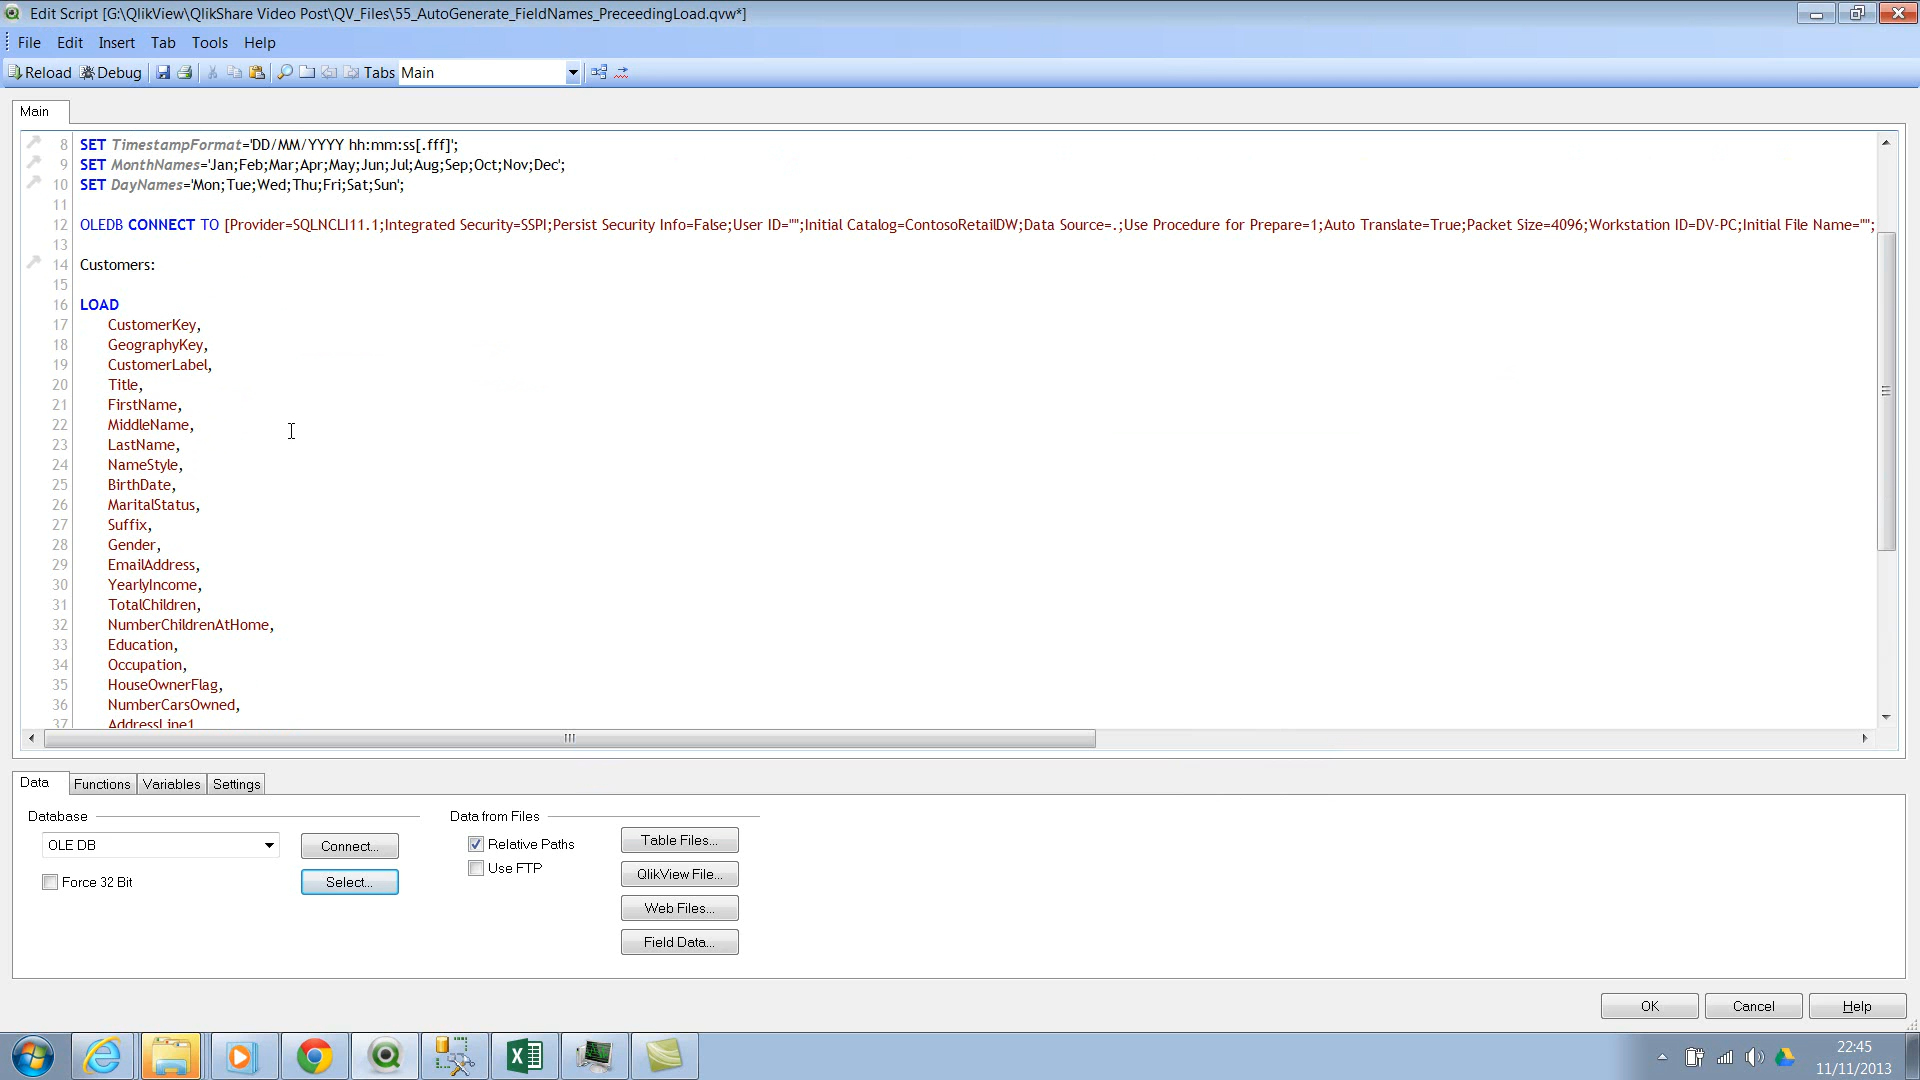 Edit Script [G:\QlikView\QlikShare Video Post\QV_Files\55_AutoGenerate_FieldNames_PreceedingLoad.qvw*]
File Edit Insert Tab Tools Help
Reload Debug Tabs Main
Main
8 SET TimestampFormat='DD/MM/YYYY hh:mm:ss[.fff]';
9 SET MonthNames='Jan;Feb;Mar;Apr;May;Jun;Jul;Aug;Sep;Oct;Nov;Dec';
10 SET DayNames='Mon;Tue;Wed;Thu;Fri;Sat;Sun';
11
12 OLEDB CONNECT TO [Provider=SQLNCLI11.1;Integrated Security=SSPI;Persist Security Info=False;User ID="";Initial Catalog=ContosoRetailDW;Data Source=.;Use Procedure for Prepare=1;Auto Translate=True;Packet Size=4096;Workstation ID=DV-PC;Initial File Name="";
13
14 Customers:
15
16 LOAD
17 CustomerKey,
18 GeographyKey,
19 CustomerLabel,
20 Title,
21 FirstName,
22 MiddleName,
23 LastName,
24 NameStyle,
25 BirthDate,
26 MaritalStatus,
27 Suffix,
28 Gender,
29 EmailAddress,
30 YearlyIncome,
31 TotalChildren,
32 NumberChildrenAtHome,
33 Education,
34 Occupation,
35 HouseOwnerFlag,
36 NumberCarsOwned,
37 AddressLine1
Data Functions Variables Settings
Database
OLE DB
Connect...
Force 32 Bit
Select...
Data from Files
Relative Paths
Use FTP
Table Files...
QlikView File...
Web Files...
Field Data...
OK Cancel Help
22:45
11/11/2013